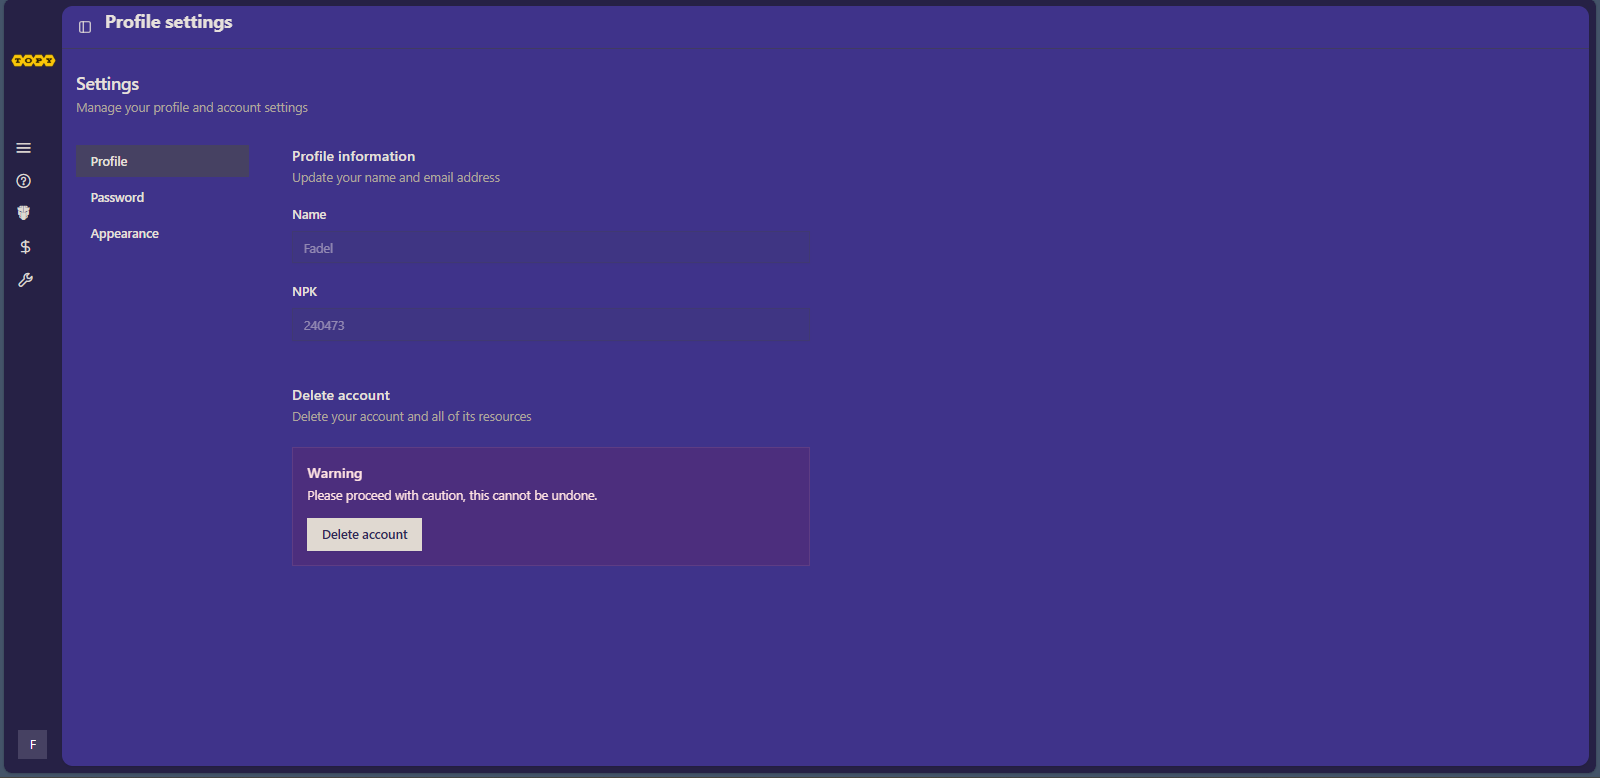 Profile settings
TOPT
Settings
Manage your profile and account settings
Profile
Password
Appearance
Profile information
Update your name and email address
Name
Fadel
NPK
240473
Delete account
Delete your account and all of its resources
Warning
Please proceed with caution, this cannot be undone.
Delete account
F